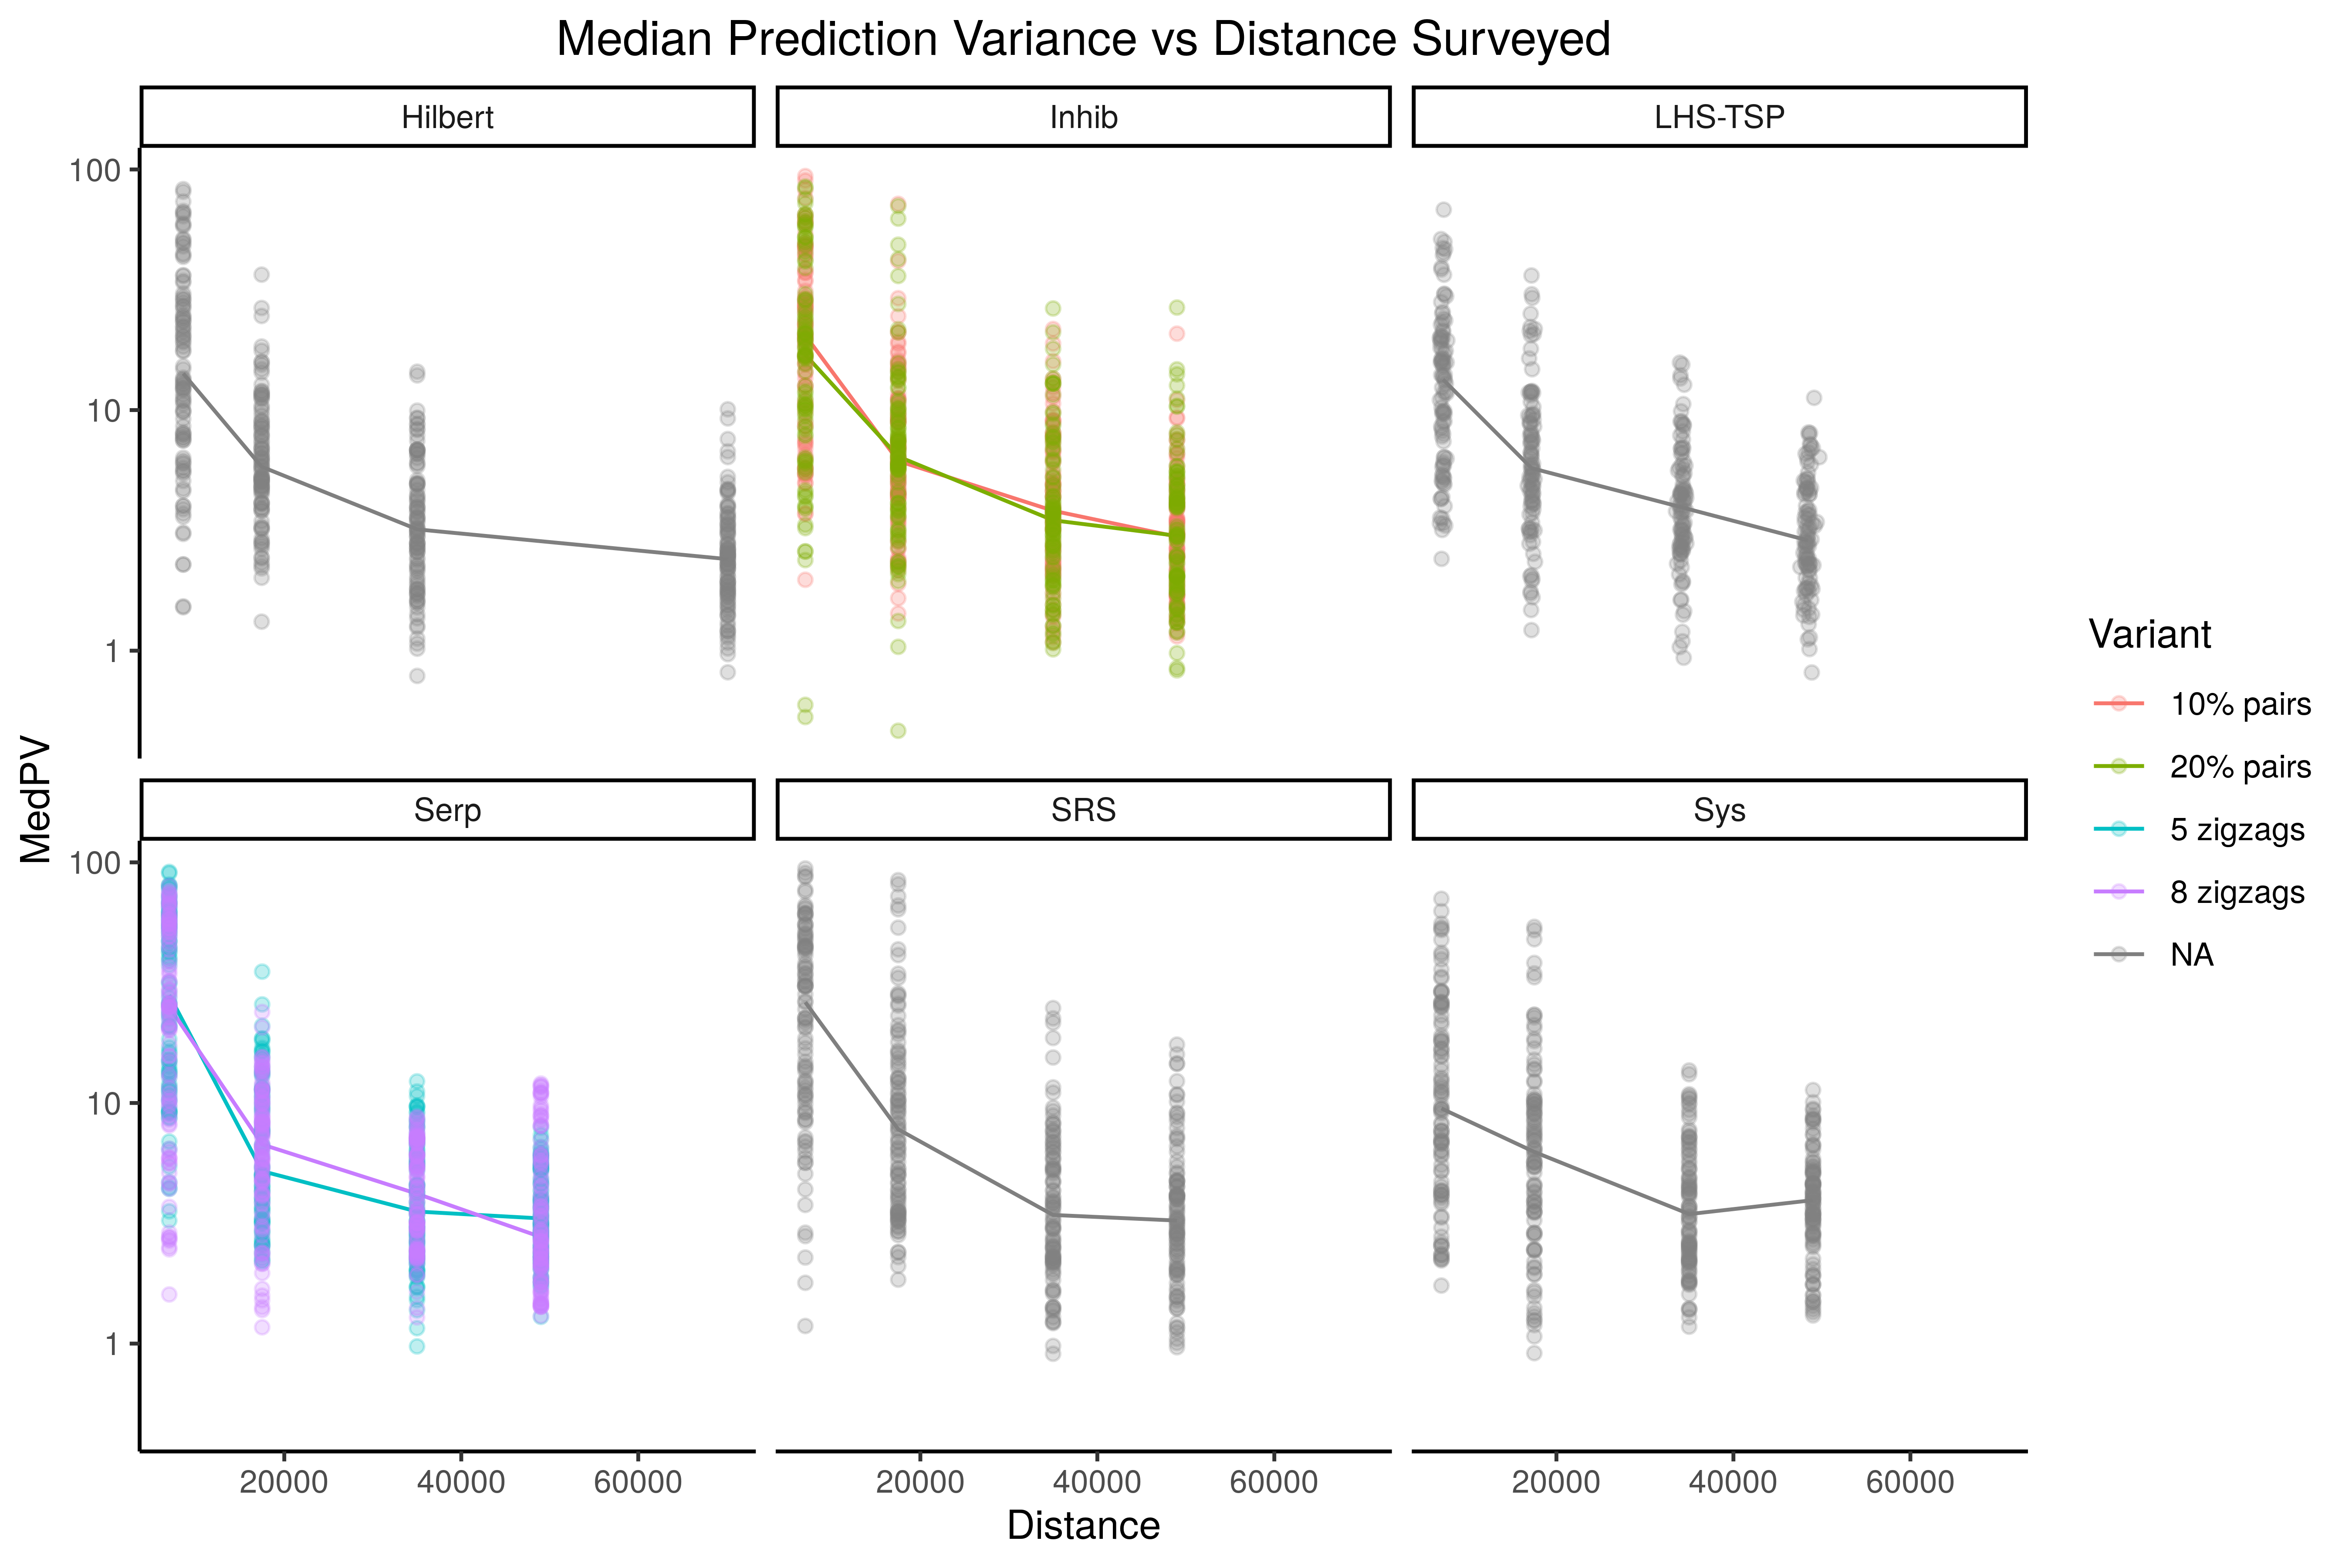 Median Prediction Variance vs Distance Surveyed
Hilbert
Inhib
LHS-TSP
100
10
1
Serp
SRS
Sys
100
10
1
20000
40000
60000
20000
40000
60000
20000
40000
60000
Distance
MedPV
Variant
10% pairs
20% pairs
5 zigzags
8 zigzags
NA